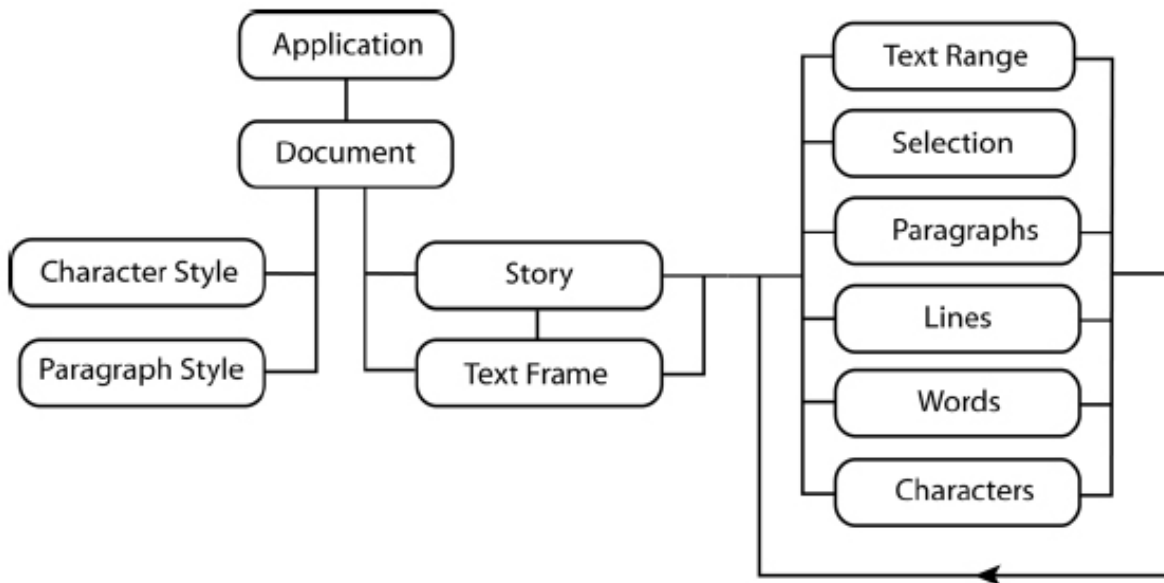 Application
Document
Character Style
Paragraph Style
Story
Text Frame
Text Range
Selection
Paragraphs
Lines
Words
Characters